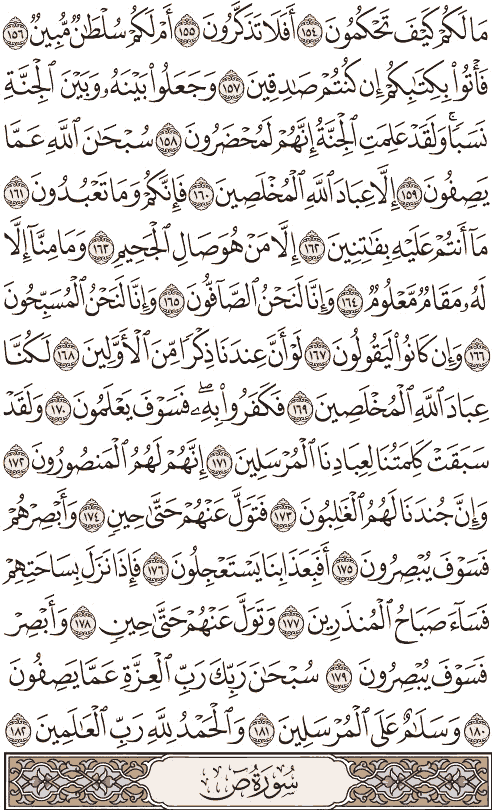 مَا لَكُمْ كَيْفَ تَحْكُمُونَ ١٥٤ أَفَلَا تَذَكَّرُونَ ١٥٥ أَمْ لَكُمْ سُلْطَٰنٌ مُّبِينٌ ١٥٦
فَأْتُوا۟ بِكِتَٰبِكُمْ إِن كُنتُمْ صَٰدِقِينَ ١٥٧ وَجَعَلُوا۟ بَيْنَهُۥ وَبَيْنَ ٱلْجِنَّةِ
نَسَبًا ۚ وَلَقَدْ عَلِمَتِ ٱلْجِنَّةُ إِنَّهُمْ لَمُحْضَرُونَ ١٥٨ سُبْحَٰنَ ٱللَّهِ عَمَّا
يَصِفُونَ ١٥٩ إِلَّا عِبَادَ ٱللَّهِ ٱلْمُخْلَصِينَ ١٦٠ فَإِنَّكُمْ وَمَا تَعْبُدُونَ ١٦١
مَآ أَنتُمْ عَلَيْهِ بِفَٰتِنِينَ ١٦٢ إِلَّا مَنْ هُوَ صَالِ ٱلْجَحِيمِ ١٦٣ وَمَا مِنَّآ إِلَّا
لَهُۥ مَقَامٌ مَّعْلُومٌ ١٦٤ وَإِنَّا لَنَحْنُ ٱلصَّآفُّونَ ١٦٥ وَإِنَّا لَنَحْنُ ٱلْمُسَبِّحُونَ
١٦٦ وَإِن كَانُوا۟ لَيَقُولُونَ ١٦٧ لَوْ أَنَّ عِندَنَا ذِكْرًا مِّنَ ٱلْأَوَّلِينَ ١٦٨ لَكُنَّا
عِبَادَ ٱللَّهِ ٱلْمُخْلَصِينَ ١٦٩ فَكَفَرُوا۟ بِهِۦ ۖ فَسَوْفَ يَعْلَمُونَ ١٧٠ وَلَقَدْ
سَبَقَتْ كَلِمَتُنَا لِعِبَادِنَا ٱلْمُرْسَلِينَ ١٧١ إِنَّهُمْ لَهُمُ ٱلْمَنصُورُونَ ١٧٢
وَإِنَّ جُندَنَا لَهُمُ ٱلْغَٰلِبُونَ ١٧٣ فَتَوَلَّ عَنْهُمْ حَتَّىٰ حِينٍ ١٧٤ وَأَبْصِرْهُمْ
فَسَوْفَ يُبْصِرُونَ ١٧٥ أَفَبِعَذَابِنَا يَسْتَعْجِلُونَ ١٧٦ فَإِذَا نَزَلَ بِسَاحَتِهِمْ
فَسَآءَ صَبَاحُ ٱلْمُنذَرِينَ ١٧٧ وَتَوَلَّ عَنْهُمْ حَتَّىٰ حِينٍ ١٧٨ وَأَبْصِرْ
فَسَوْفَ يُبْصِرُونَ ١٧٩ سُبْحَٰنَ رَبِّكَ رَبِّ ٱلْعِزَّةِ عَمَّا يَصِفُونَ
١٨٠ وَسَلَٰمٌ عَلَى ٱلْمُرْسَلِينَ ١٨١ وَٱلْحَمْدُ لِلَّهِ رَبِّ ٱلْعَٰلَمِينَ ١٨٢
سُورَةُ صٓ